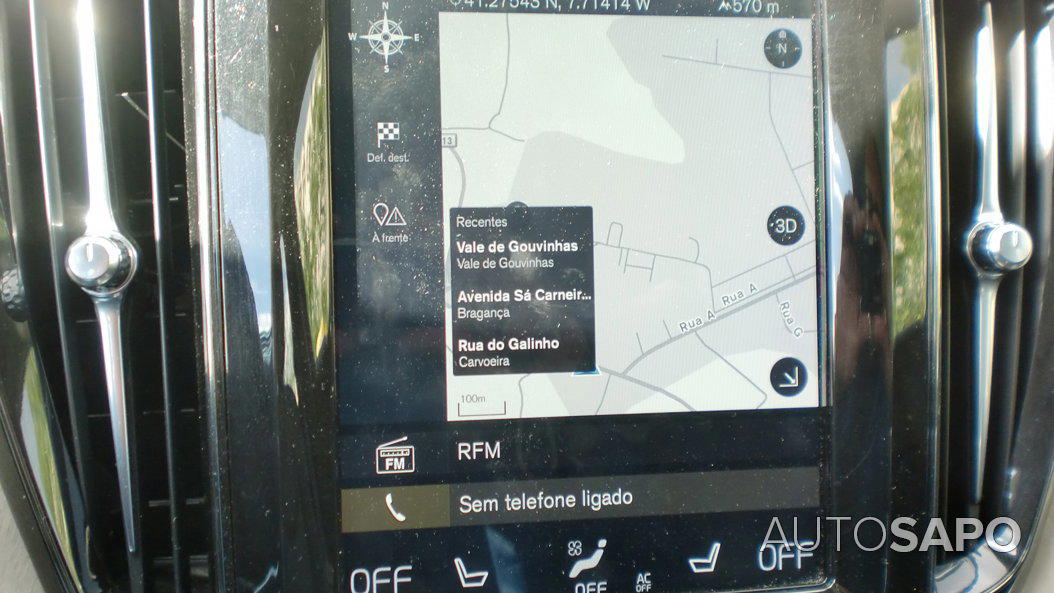 41.27543 N, 7.71414 W
570 m
N
W E
S
N
Def. dest.
13
À frente
3D
Recentes
Vale de Gouvinhas
Vale de Gouvinhas
Avenida Sá Carneir...
Bragança
Rua do Galinho
Carvoeira
Rua A
Rua A
Rua G
100m
FM
RFM
Sem telefone ligado
OFF
OFF
AC
OFF
OFF
AUTOSAPO